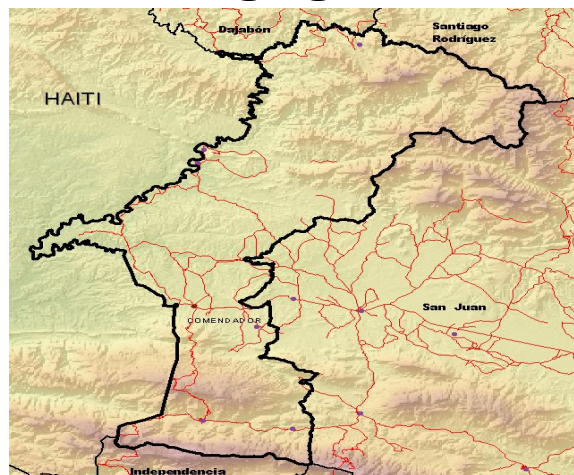 Dajabón
Santiago
Rodríguez
HAITI
San Juan
COMENDADOR
Independencia